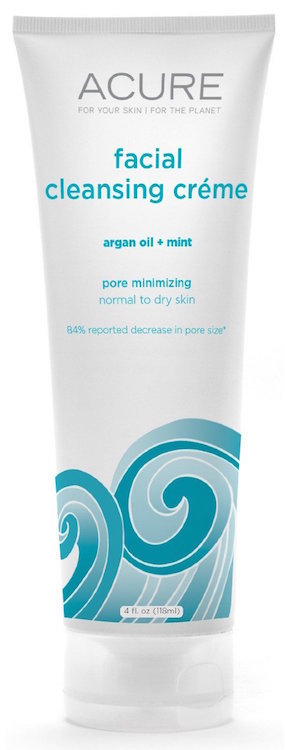 ACURE
FOR YOUR SKIN | FOR THE PLANET
facial
cleansing créme
argan oil + mint
pore minimizing
normal to dry skin
84% reported decrease in pore size*
4 fl. oz (118ml)